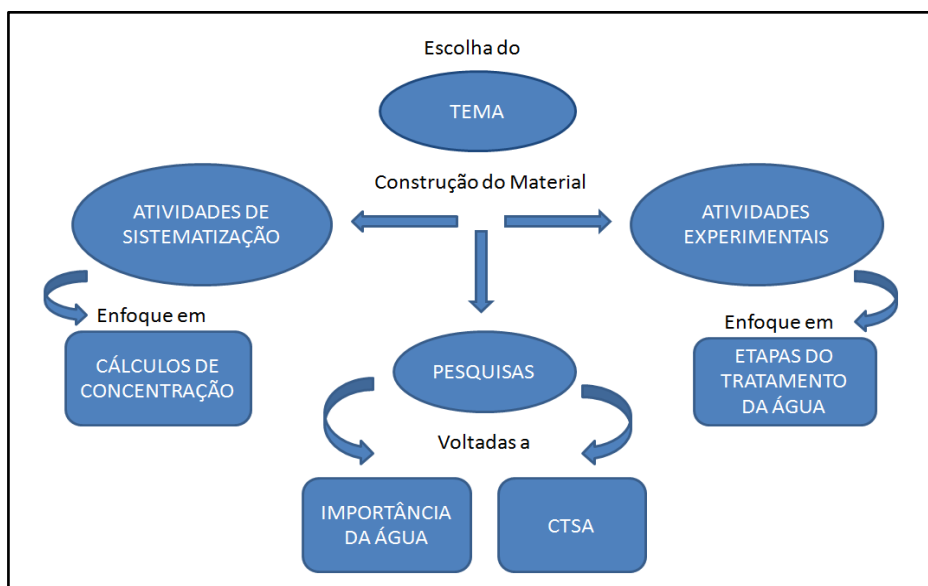 Escolha do
TEMA
Construção do Material
ATIVIDADES DE
SISTEMATIZAÇÃO
ATIVIDADES
EXPERIMENTAIS
Enfoque em
CÁLCULOS DE
CONCENTRAÇÃO
PESQUISAS
Enfoque em
ETAPAS DO
TRATAMENTO
DA ÁGUA
Voltadas a
IMPORTÂNCIA
DA ÁGUA
CTSA